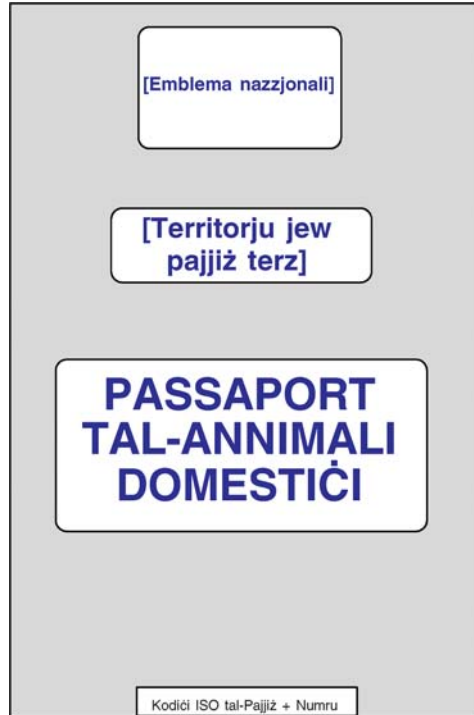 [Emblema nazzjonali]
[Territorju jew
pajjiż terz]
PASSAPORT
TAL-ANNIMALI
DOMESTIĊI
Kodiċi ISO tal-Pajjiż + Numru